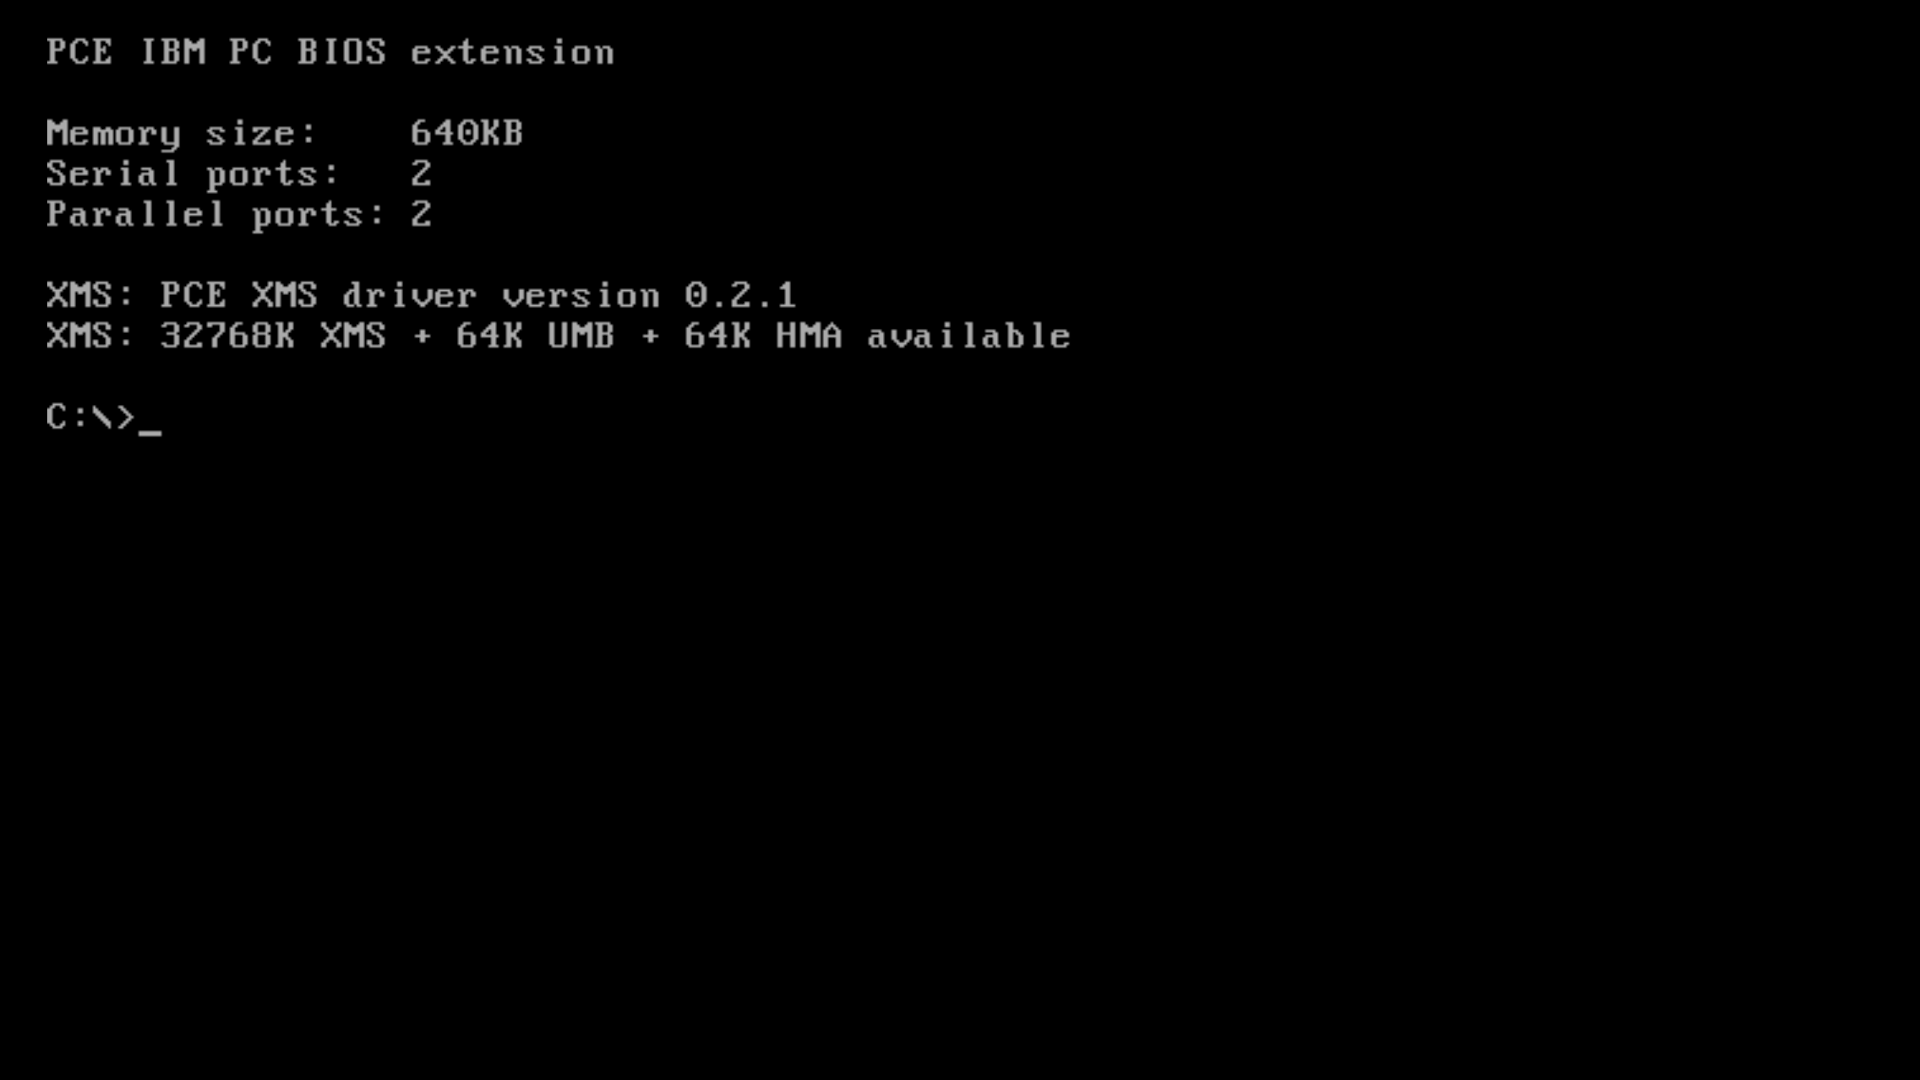 PCE IBM PC BIOS extension
Memory size:    640KB
Serial ports:   2
Parallel ports: 2
XMS: PCE XMS driver version 0.2.1
XMS: 32768K XMS + 64K UMB + 64K HMA available
C:\>_